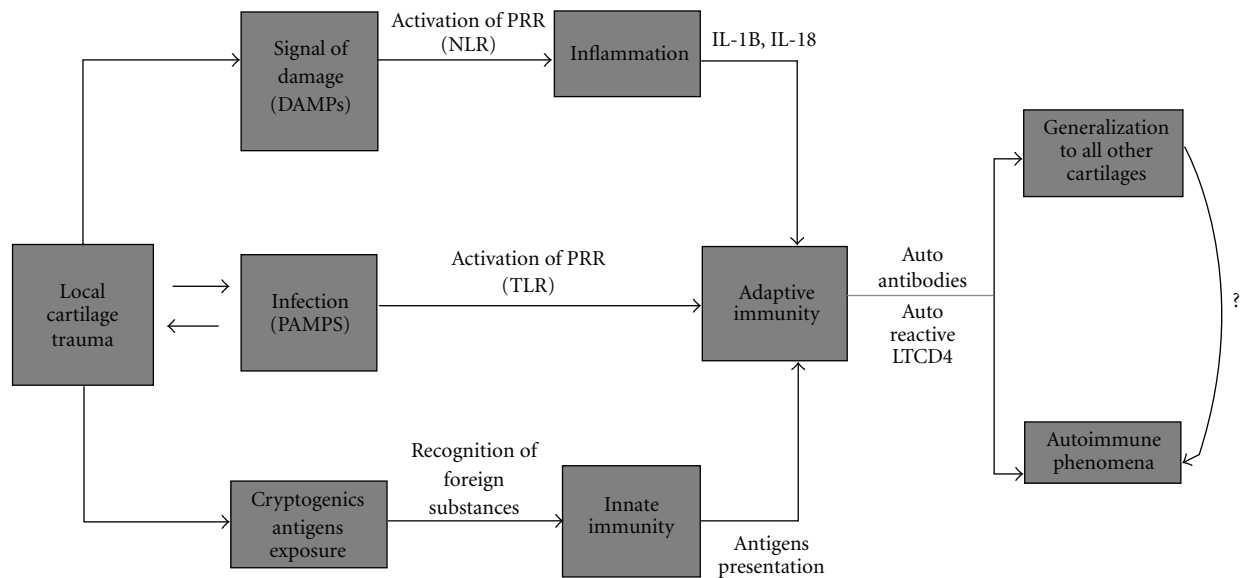 Signal of
damage
(DAMPs)
Activation of PRR
(NLR)
Inflammation
IL-1B, IL-18
Generalization
to all other
cartilages
Local
cartilage
trauma
Infection
(PAMPS)
Activation of PRR
(TLR)
Adaptive
immunity
Auto
antibodies
Auto
reactive
LTCD4
?
Autoimmune
phenomena
Cryptogenics
antigens
exposure
Recognition of
foreign
substances
Innate
immunity
Antigens
presentation